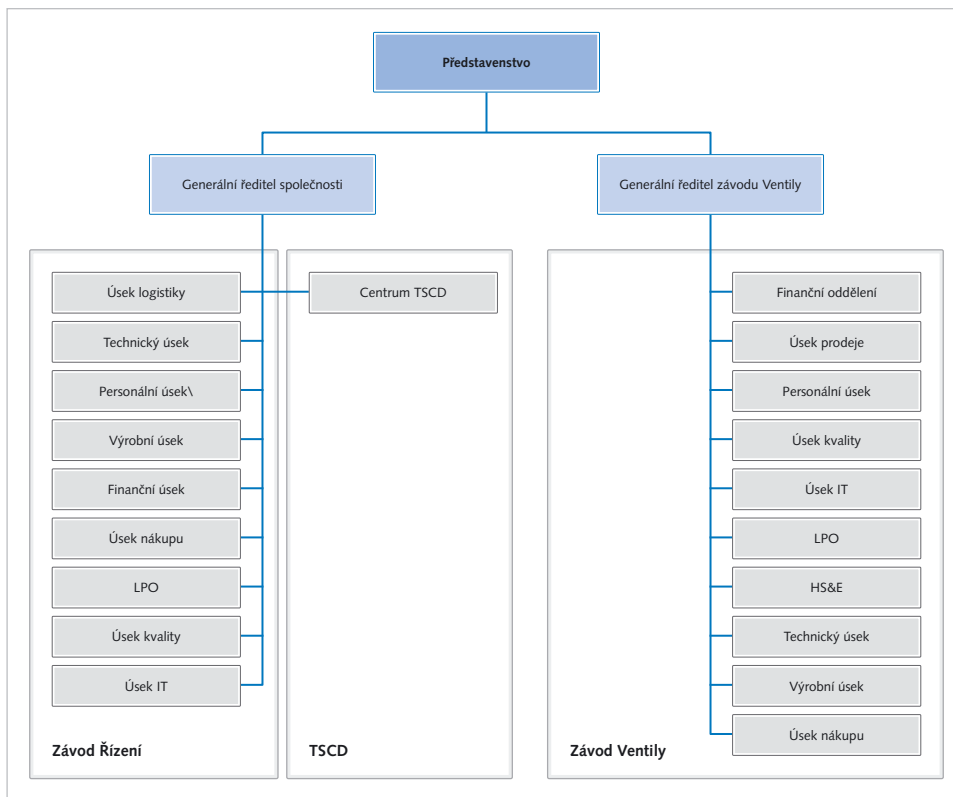 Představenstvo
Generální ředitel společnosti
Generální ředitel závodu Ventily
Úsek logistiky
Technický úsek
Personální úsek\
Výrobní úsek
Finanční úsek
Úsek nákupu
LPO
Úsek kvality
Úsek IT
Závod Řízení
Centrum TSCD
TSCD
Finanční oddělení
Úsek prodeje
Personální úsek
Úsek kvality
Úsek IT
LPO
HS&E
Technický úsek
Výrobní úsek
Úsek nákupu
Závod Ventily